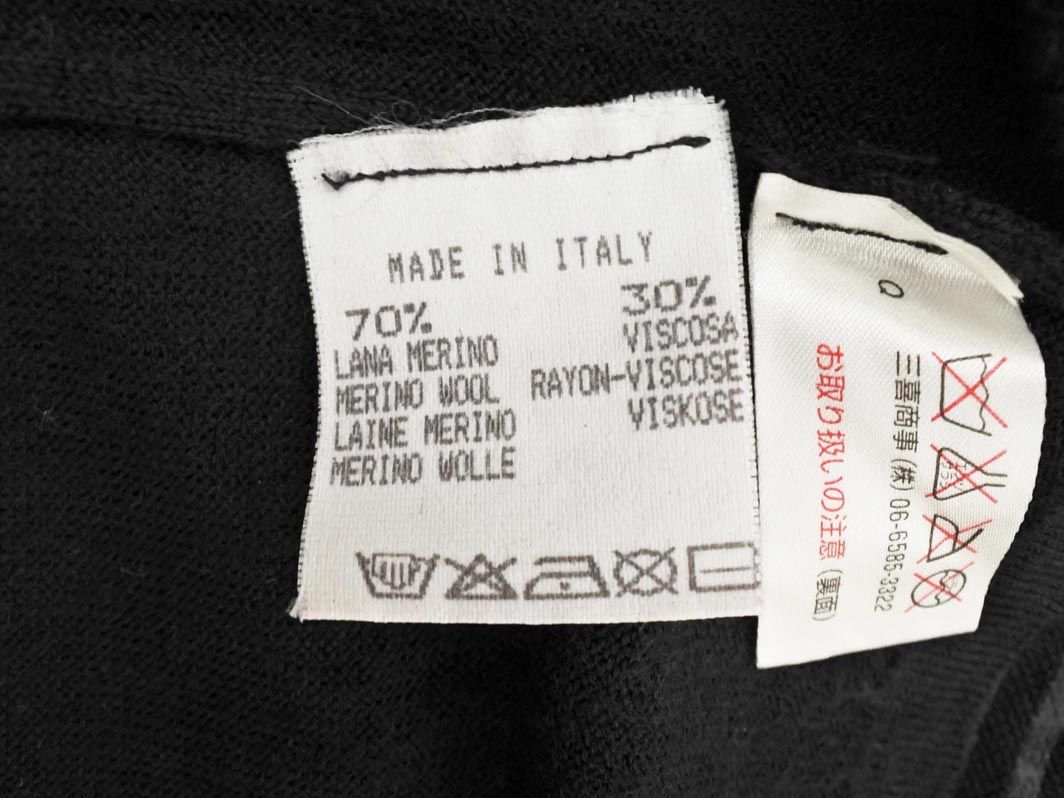 MADE IN ITALY
70%
LANA MERINO
MERINO WOOL
LAINE MERINO
MERINO WOLLE
30%
VISCOSA
RAYON-VISCOSE
VISKOSE
Q
三喜商事(株) 06-6585-3322
お取り扱いの注意(裏面)